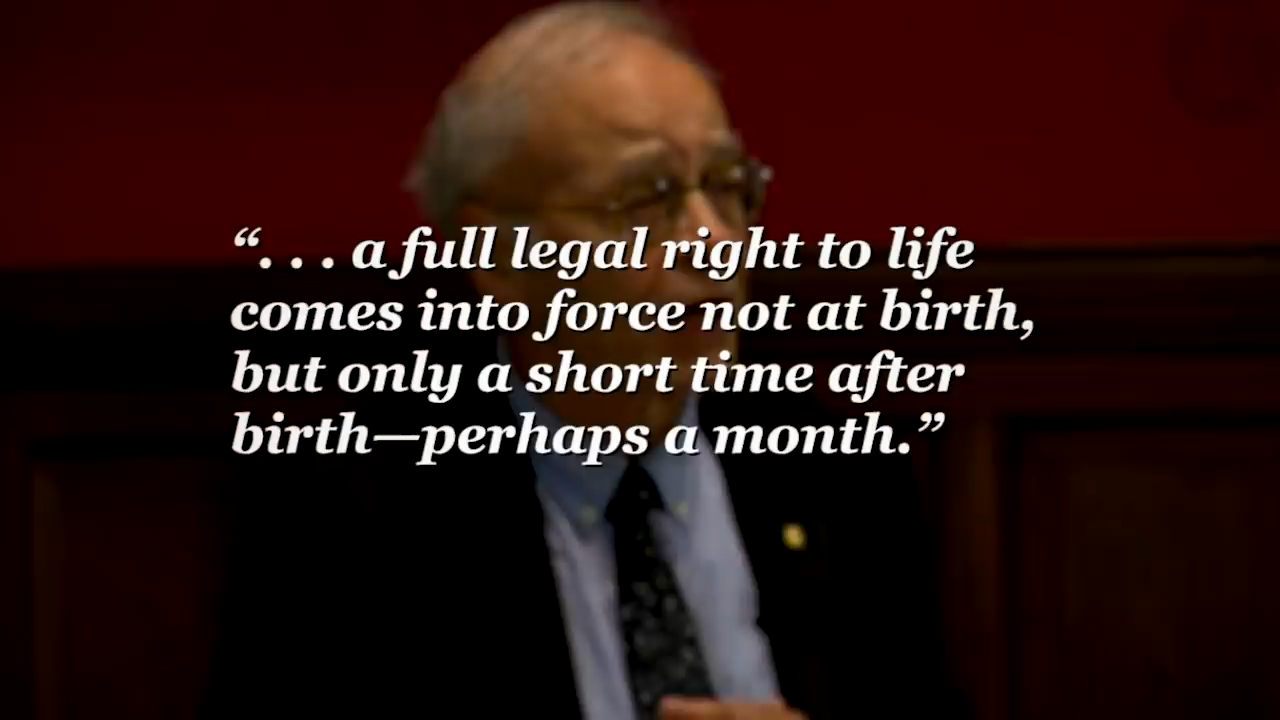 “. . . a full legal right to life
comes into force not at birth,
but only a short time after
birth—perhaps a month.”